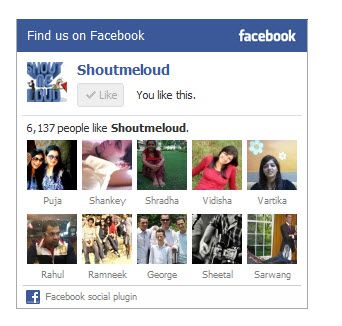 Find us on Facebook facebook
SHOUT
ME
LOUD
Shoutmeloud
Like You like this.
6,137 people like Shoutmeloud.
Puja Shankey Shradha Vidisha Vartika
Rahul Ramneek George Sheetal Sarwang
f Facebook social plugin